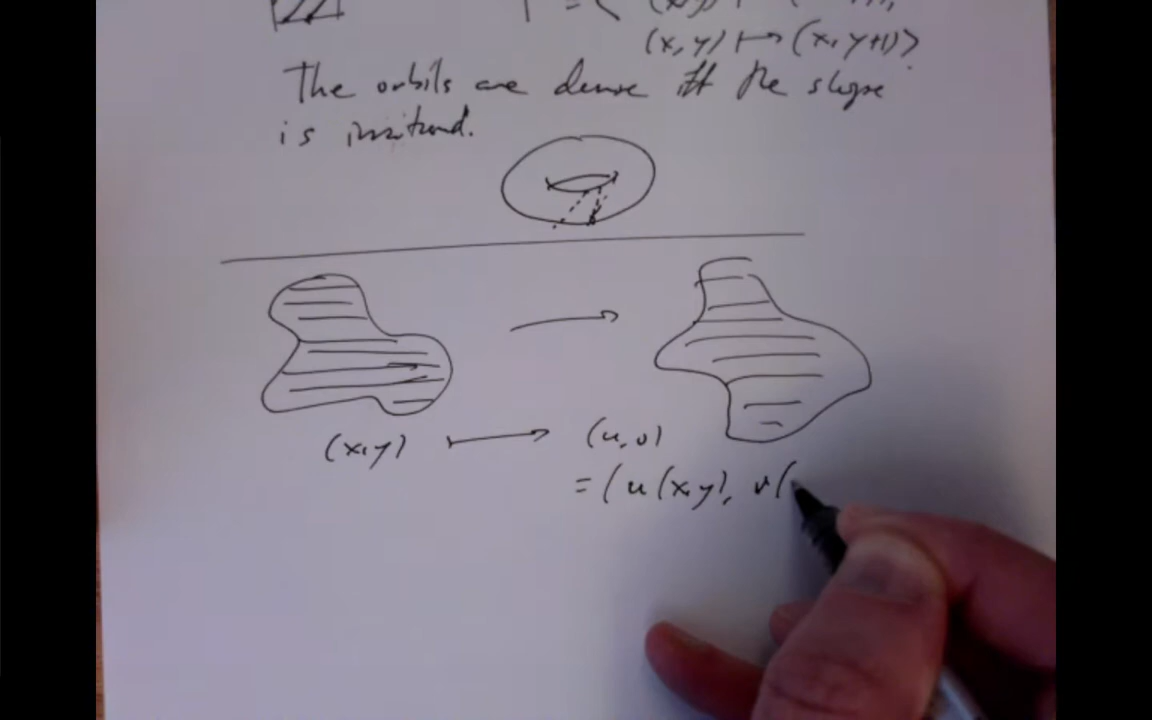 (x, y) ↦ (x, y+1)⟩.
The orbits are dense iff the slope
is irrational.
(x,y) ⟼ (u,v)
= ( u(x,y), v(